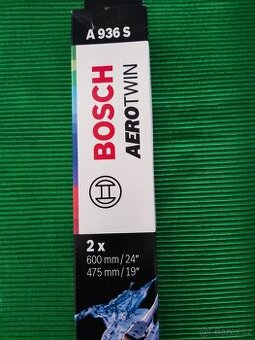 A 936 S
BOSCH
AEROTWIN
2 x
600 mm / 24"
475 mm / 19"